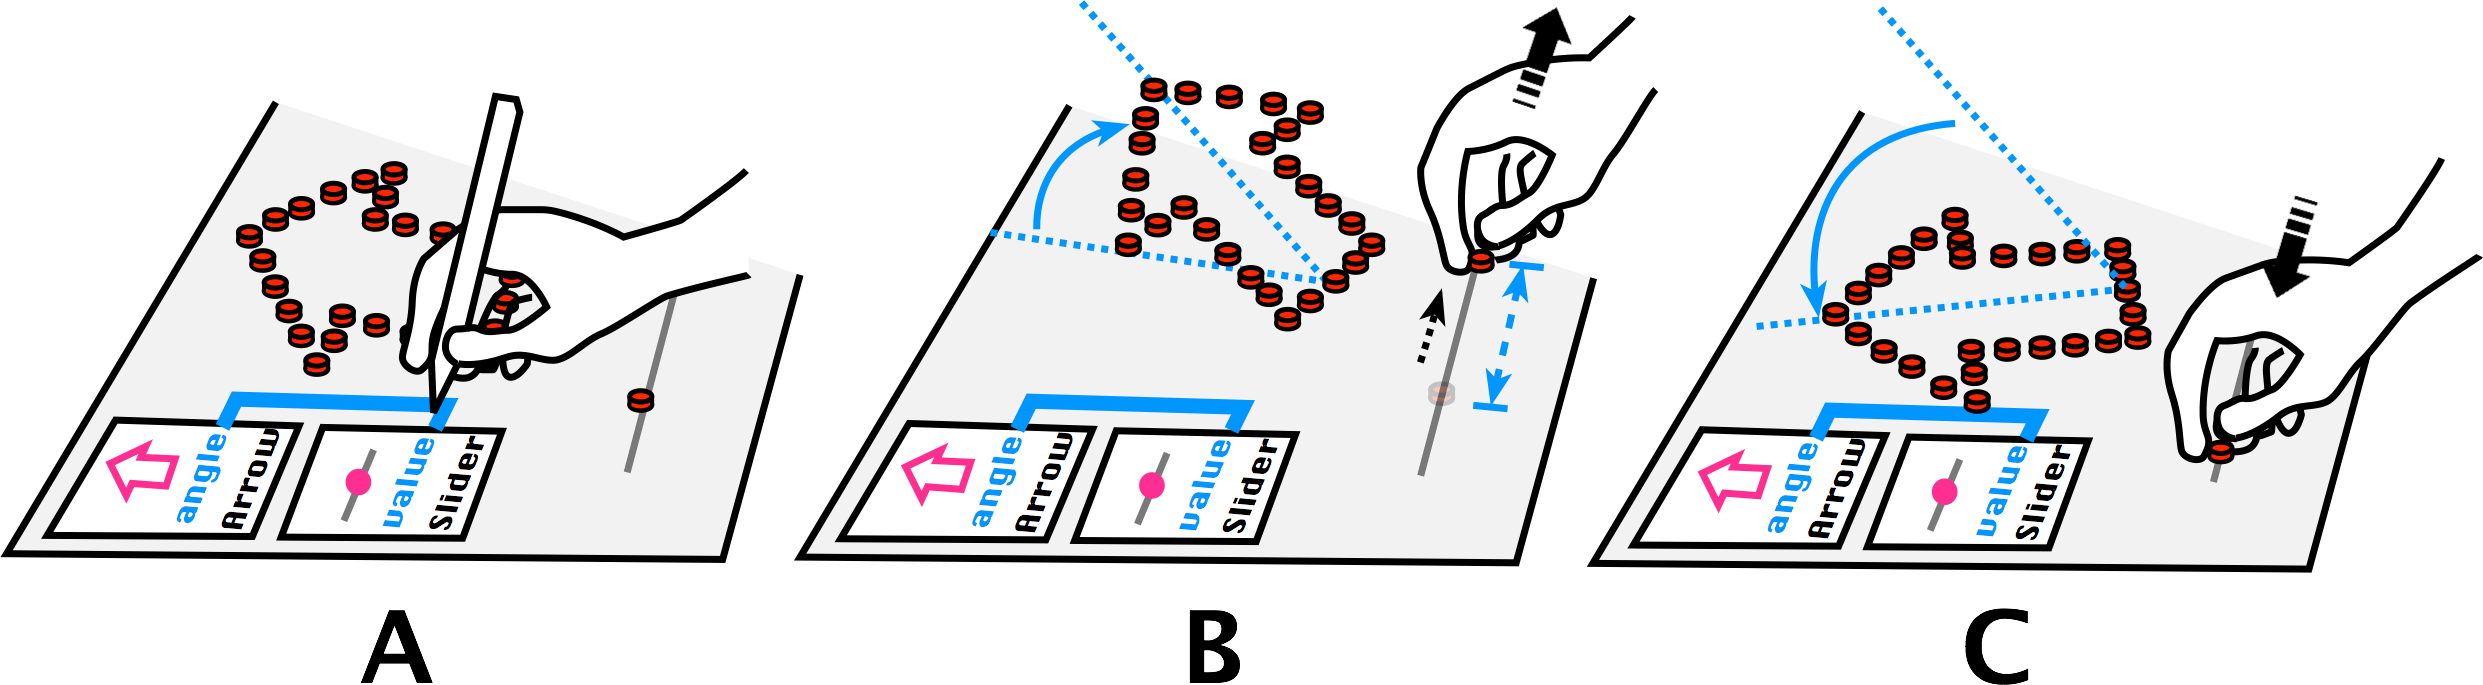 angle
Arrow
value
Slider
angle
Arrow
value
Slider
angle
Arrow
value
Slider
A
B
C